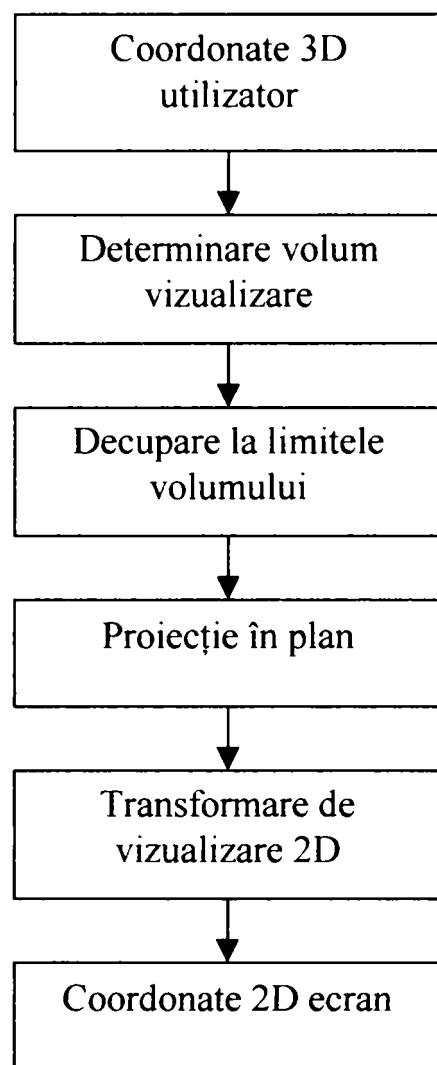 Coordonate 3D
utilizator
Determinare volum
vizualizare
Decupare la limitele
volumului
Proiecție în plan
Transformare de
vizualizare 2D
Coordonate 2D ecran